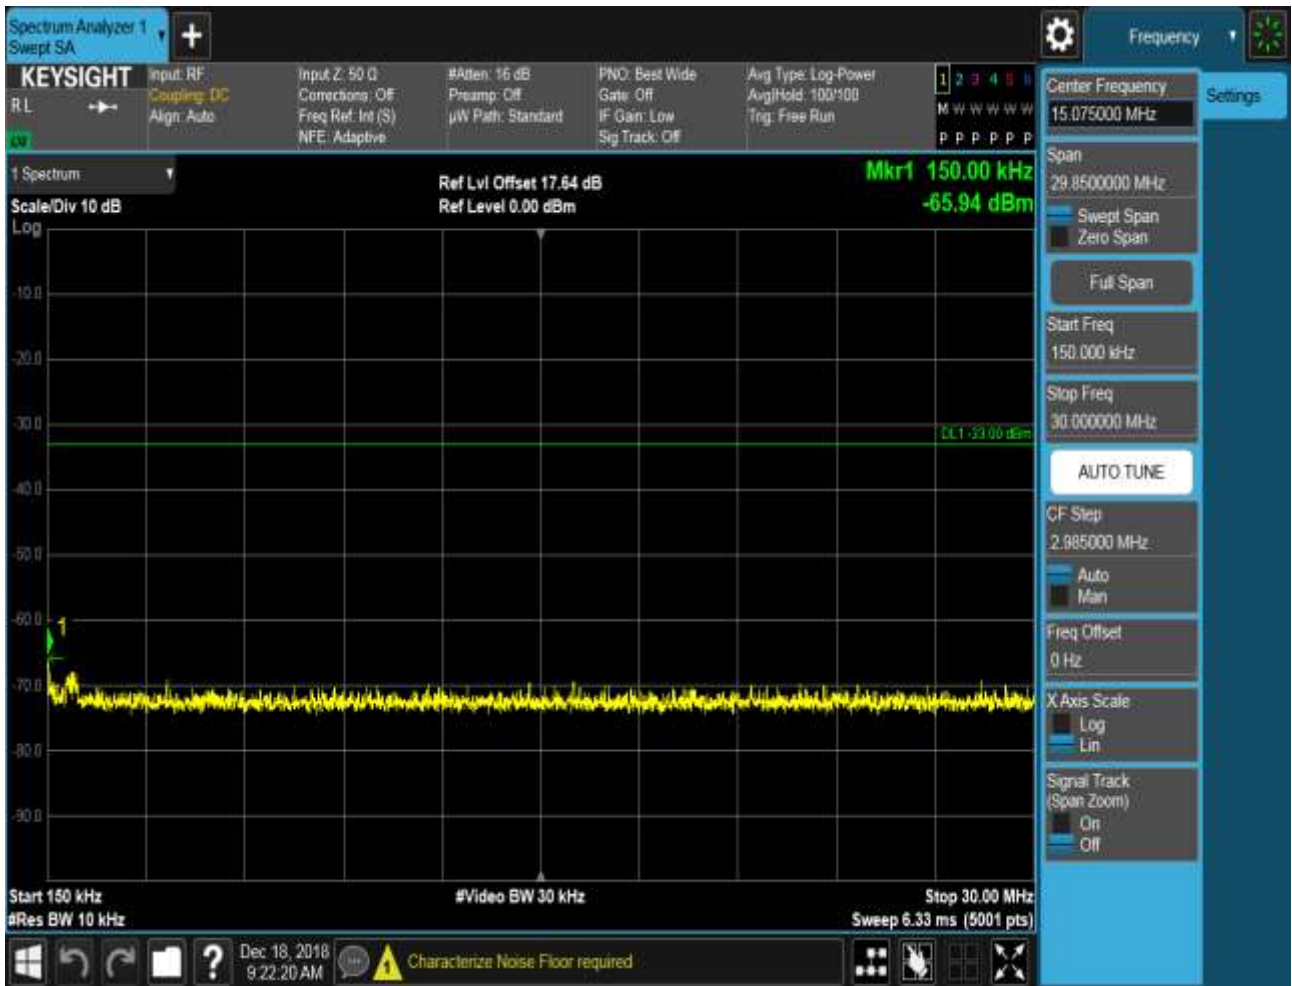 Spectrum Analyzer 1
Swept SA
Frequency
KEYSIGHT
RL
Input: RF
Coupling: DC
Align: Auto
Input Z: 50 Ω
Corrections: Off
Freq Ref: Int (S)
NFE: Adaptive
#Atten: 16 dB
Preamp: Off
µW Path: Standard
PNO: Best Wide
Gate: Off
IF Gain: Low
Sig Track: Off
Avg Type: Log-Power
Avg|Hold: 100/100
Trig: Free Run
1 2 3 4 5 6
M W W W W W
P P P P P P
1 Spectrum
Scale/Div 10 dB
Log
Ref Lvl Offset 17.64 dB
Ref Level 0.00 dBm
Mkr1 150.00 kHz
-65.94 dBm
-10.0
-20.0
-30.0
DL1 -33.00 dBm
-40.0
-50.0
-60.0
1
-70.0
-80.0
-90.0
Start 150 kHz
#Video BW 30 kHz
Stop 30.00 MHz
#Res BW 10 kHz
Sweep 6.33 ms (5001 pts)
Dec 18, 2018
9:22:20 AM
Characterize Noise Floor required
Center Frequency
15.075000 MHz
Settings
Span
29.8500000 MHz
Swept Span
Zero Span
Full Span
Start Freq
150.000 kHz
Stop Freq
30.000000 MHz
AUTO TUNE
CF Step
2.985000 MHz
Auto
Man
Freq Offset
0 Hz
X Axis Scale
Log
Lin
Signal Track
(Span Zoom)
On
Off